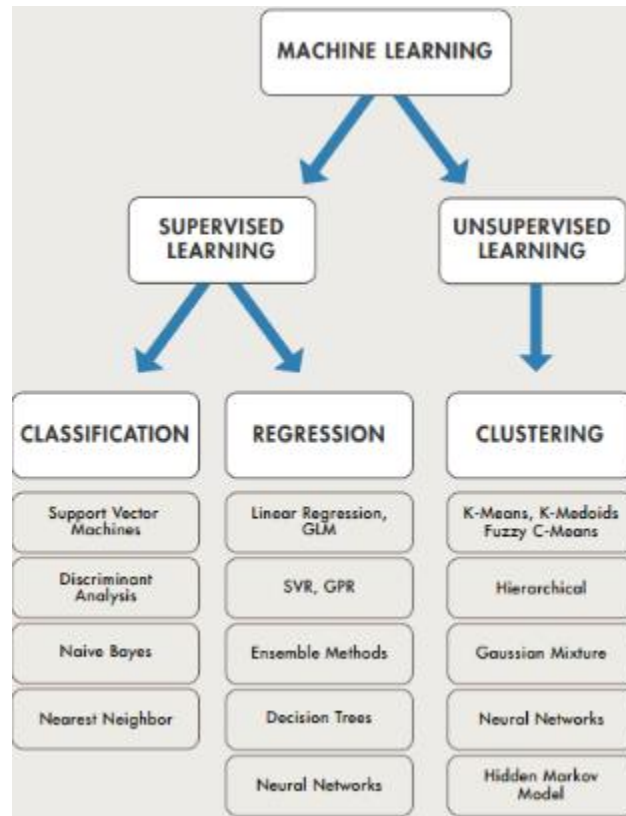 MACHINE LEARNING
SUPERVISED
LEARNING
UNSUPERVISED
LEARNING
CLASSIFICATION
Support Vector
Machines
Discriminant
Analysis
Naive Bayes
Nearest Neighbor
REGRESSION
Linear Regression,
GLM
SVR, GPR
Ensemble Methods
Decision Trees
Neural Networks
CLUSTERING
K-Means, K-Medoids
Fuzzy C-Means
Hierarchical
Gaussian Mixture
Neural Networks
Hidden Markov
Model